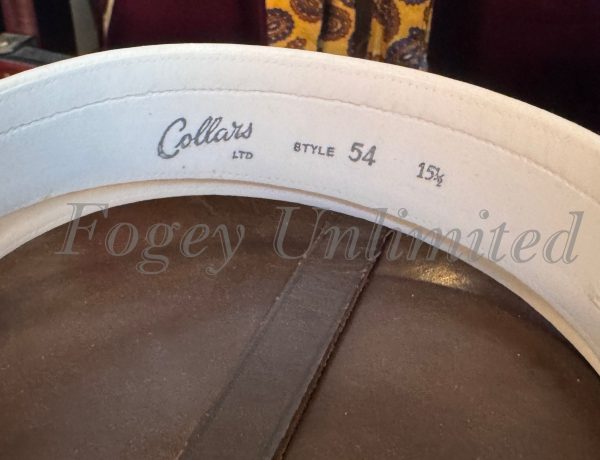 Collars
LTD
STYLE 54
15½
Fogey Unlimited